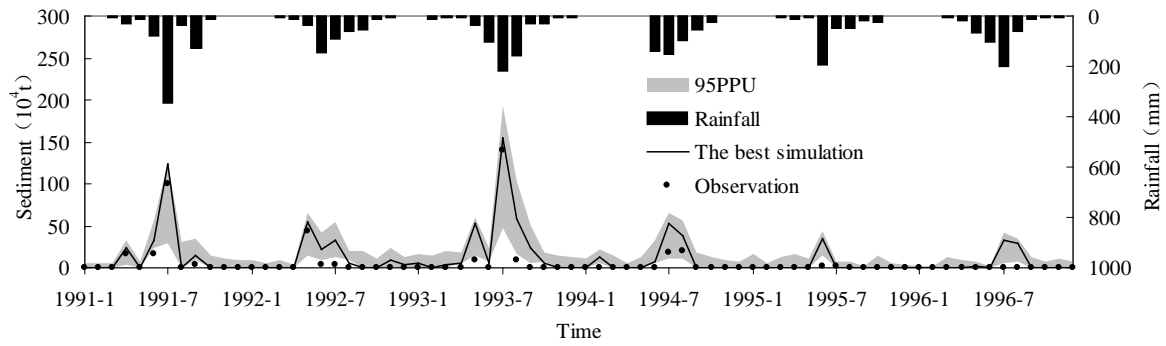 300
250
200
150
100
50
0
Sediment（10⁴t）
0
200
400
600
800
1000
Rainfall（mm）
95PPU
Rainfall
The best simulation
Observation
1991-1 1991-7 1992-1 1992-7 1993-1 1993-7 1994-1 1994-7 1995-1 1995-7 1996-1 1996-7
Time